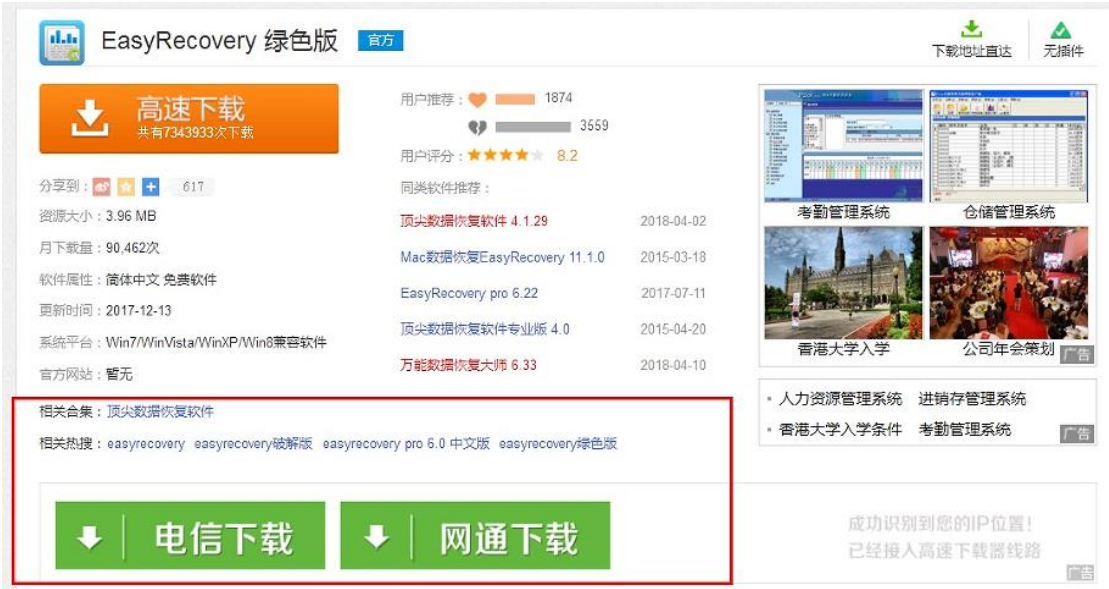 EasyRecovery 绿色版 官方
下载地址直达 无插件
高速下载
共有7343933次下载
分享到： 617
资源大小：3.96 MB
月下载量：90,462次
软件属性：简体中文 免费软件
更新时间：2017-12-13
系统平台：Win7/WinVista/WinXP/Win8兼容软件
官方网站：暂无
用户推荐： 1874
3559
用户评分： 8.2
同类软件推荐：
顶尖数据恢复软件 4.1.29 2018-04-02
Mac数据恢复EasyRecovery 11.1.0 2015-03-18
EasyRecovery pro 6.22 2017-07-11
顶尖数据恢复软件专业版 4.0 2015-04-20
万能数据恢复大师 6.33 2018-04-10
考勤管理系统 仓储管理系统
香港大学入学 公司年会策划 广告
人力资源管理系统 进销存管理系统
香港大学入学条件 考勤管理系统 广告
相关合集：顶尖数据恢复软件
相关热搜：easyrecovery easyrecovery破解版 easyrecovery pro 6.0 中文版 easyrecovery绿色版
电信下载 网通下载
成功识别到您的IP位置！
已经接入高速下载器线路
广告